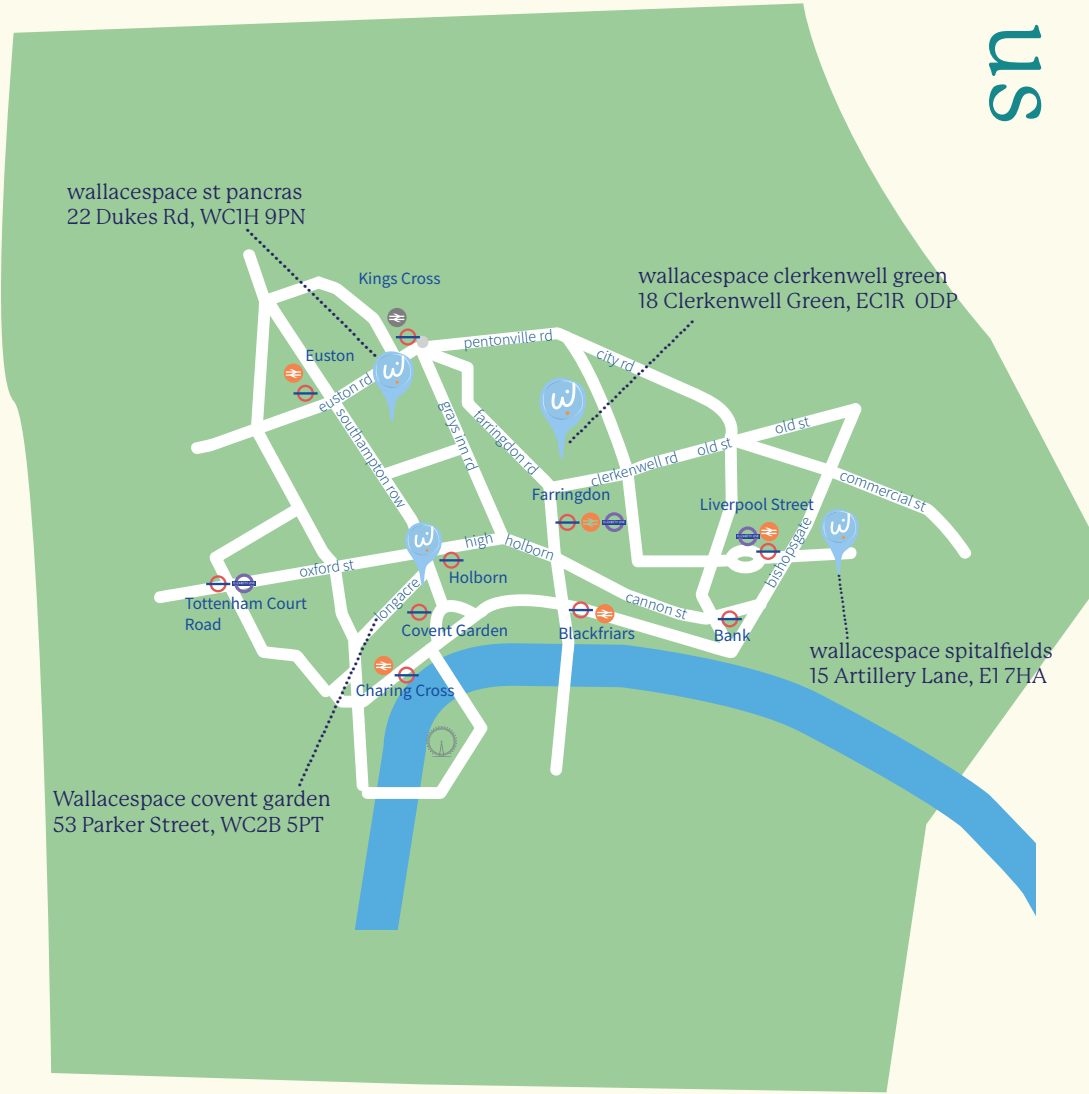 us
wallacespace st pancras
22 Dukes Rd, WC1H 9PN
Kings Cross
wallacespace clerkenwell green
18 Clerkenwell Green, EC1R 0DP
pentonville rd
city rd
Euston
euston rd
southampton row
grays inn rd
farringdon rd
clerkenwell rd
old st
old st
commercial st
Farringdon
Liverpool Street
bishopsgate
high holborn
oxford st
Holborn
longacre
Tottenham Court
Road
Covent Garden
cannon st
Blackfriars
Bank
Charing Cross
wallacespace spitalfields
15 Artillery Lane, E1 7HA
Wallacespace covent garden
53 Parker Street, WC2B 5PT